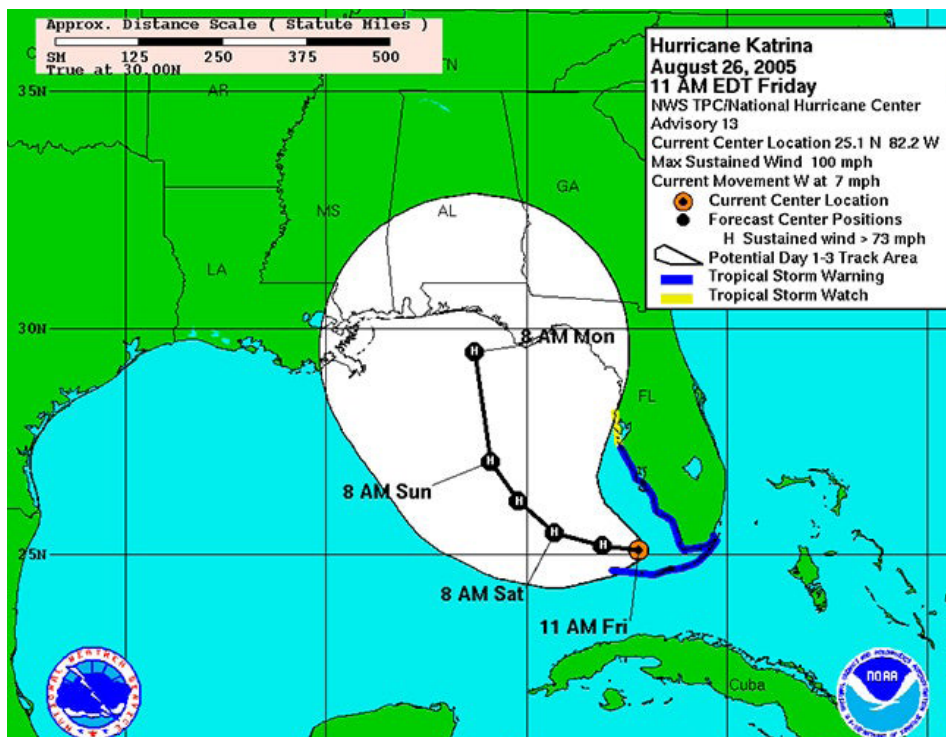 Approx. Distance Scale ( Statute Miles )
SM 125 250 375 500
True at 30.00N
Hurricane Katrina
August 26, 2005
11 AM EDT Friday
NWS TPC/National Hurricane Center
Advisory 13
Current Center Location 25.1 N 82.2 W
Max Sustained Wind 100 mph
Current Movement W at 7 mph
Current Center Location
Forecast Center Positions
H Sustained wind > 73 mph
Potential Day 1-3 Track Area
Tropical Storm Warning
Tropical Storm Watch
TN
35N
AR
GA
MS
AL
LA
30N
8 AM Mon
FL
H
H
8 AM Sun
H
H
H
25N
8 AM Sat
11 AM Fri
Cuba
NATIONAL WEATHER SERVICE
NOAA